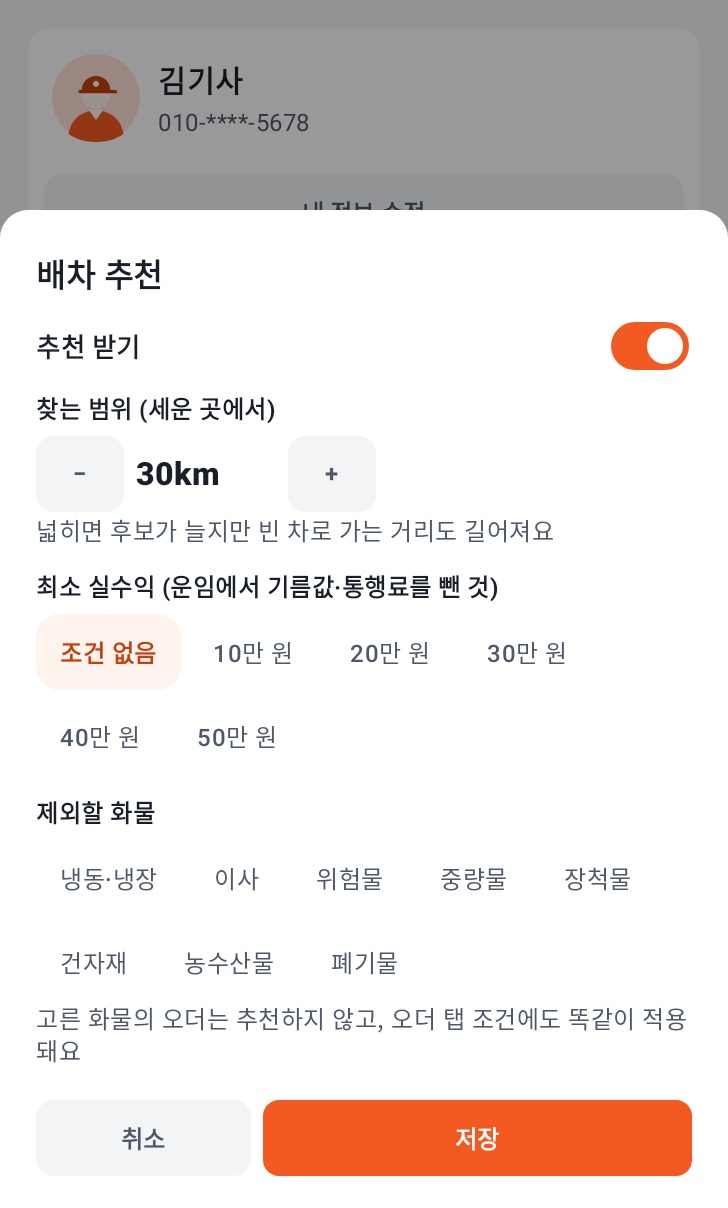 김기사
010-****-5678
내 정보 수정
배차 추천
추천 받기
찾는 범위 (세운 곳에서)
− 30km +
넓히면 후보가 늘지만 빈 차로 가는 거리도 길어져요
최소 실수익 (운임에서 기름값·통행료를 뺀 것)
조건 없음 10만 원 20만 원 30만 원
40만 원 50만 원
제외할 화물
냉동·냉장 이사 위험물 중량물 장척물
건자재 농수산물 폐기물
고른 화물의 오더는 추천하지 않고, 오더 탭 조건에도 똑같이 적용
돼요
취소 저장